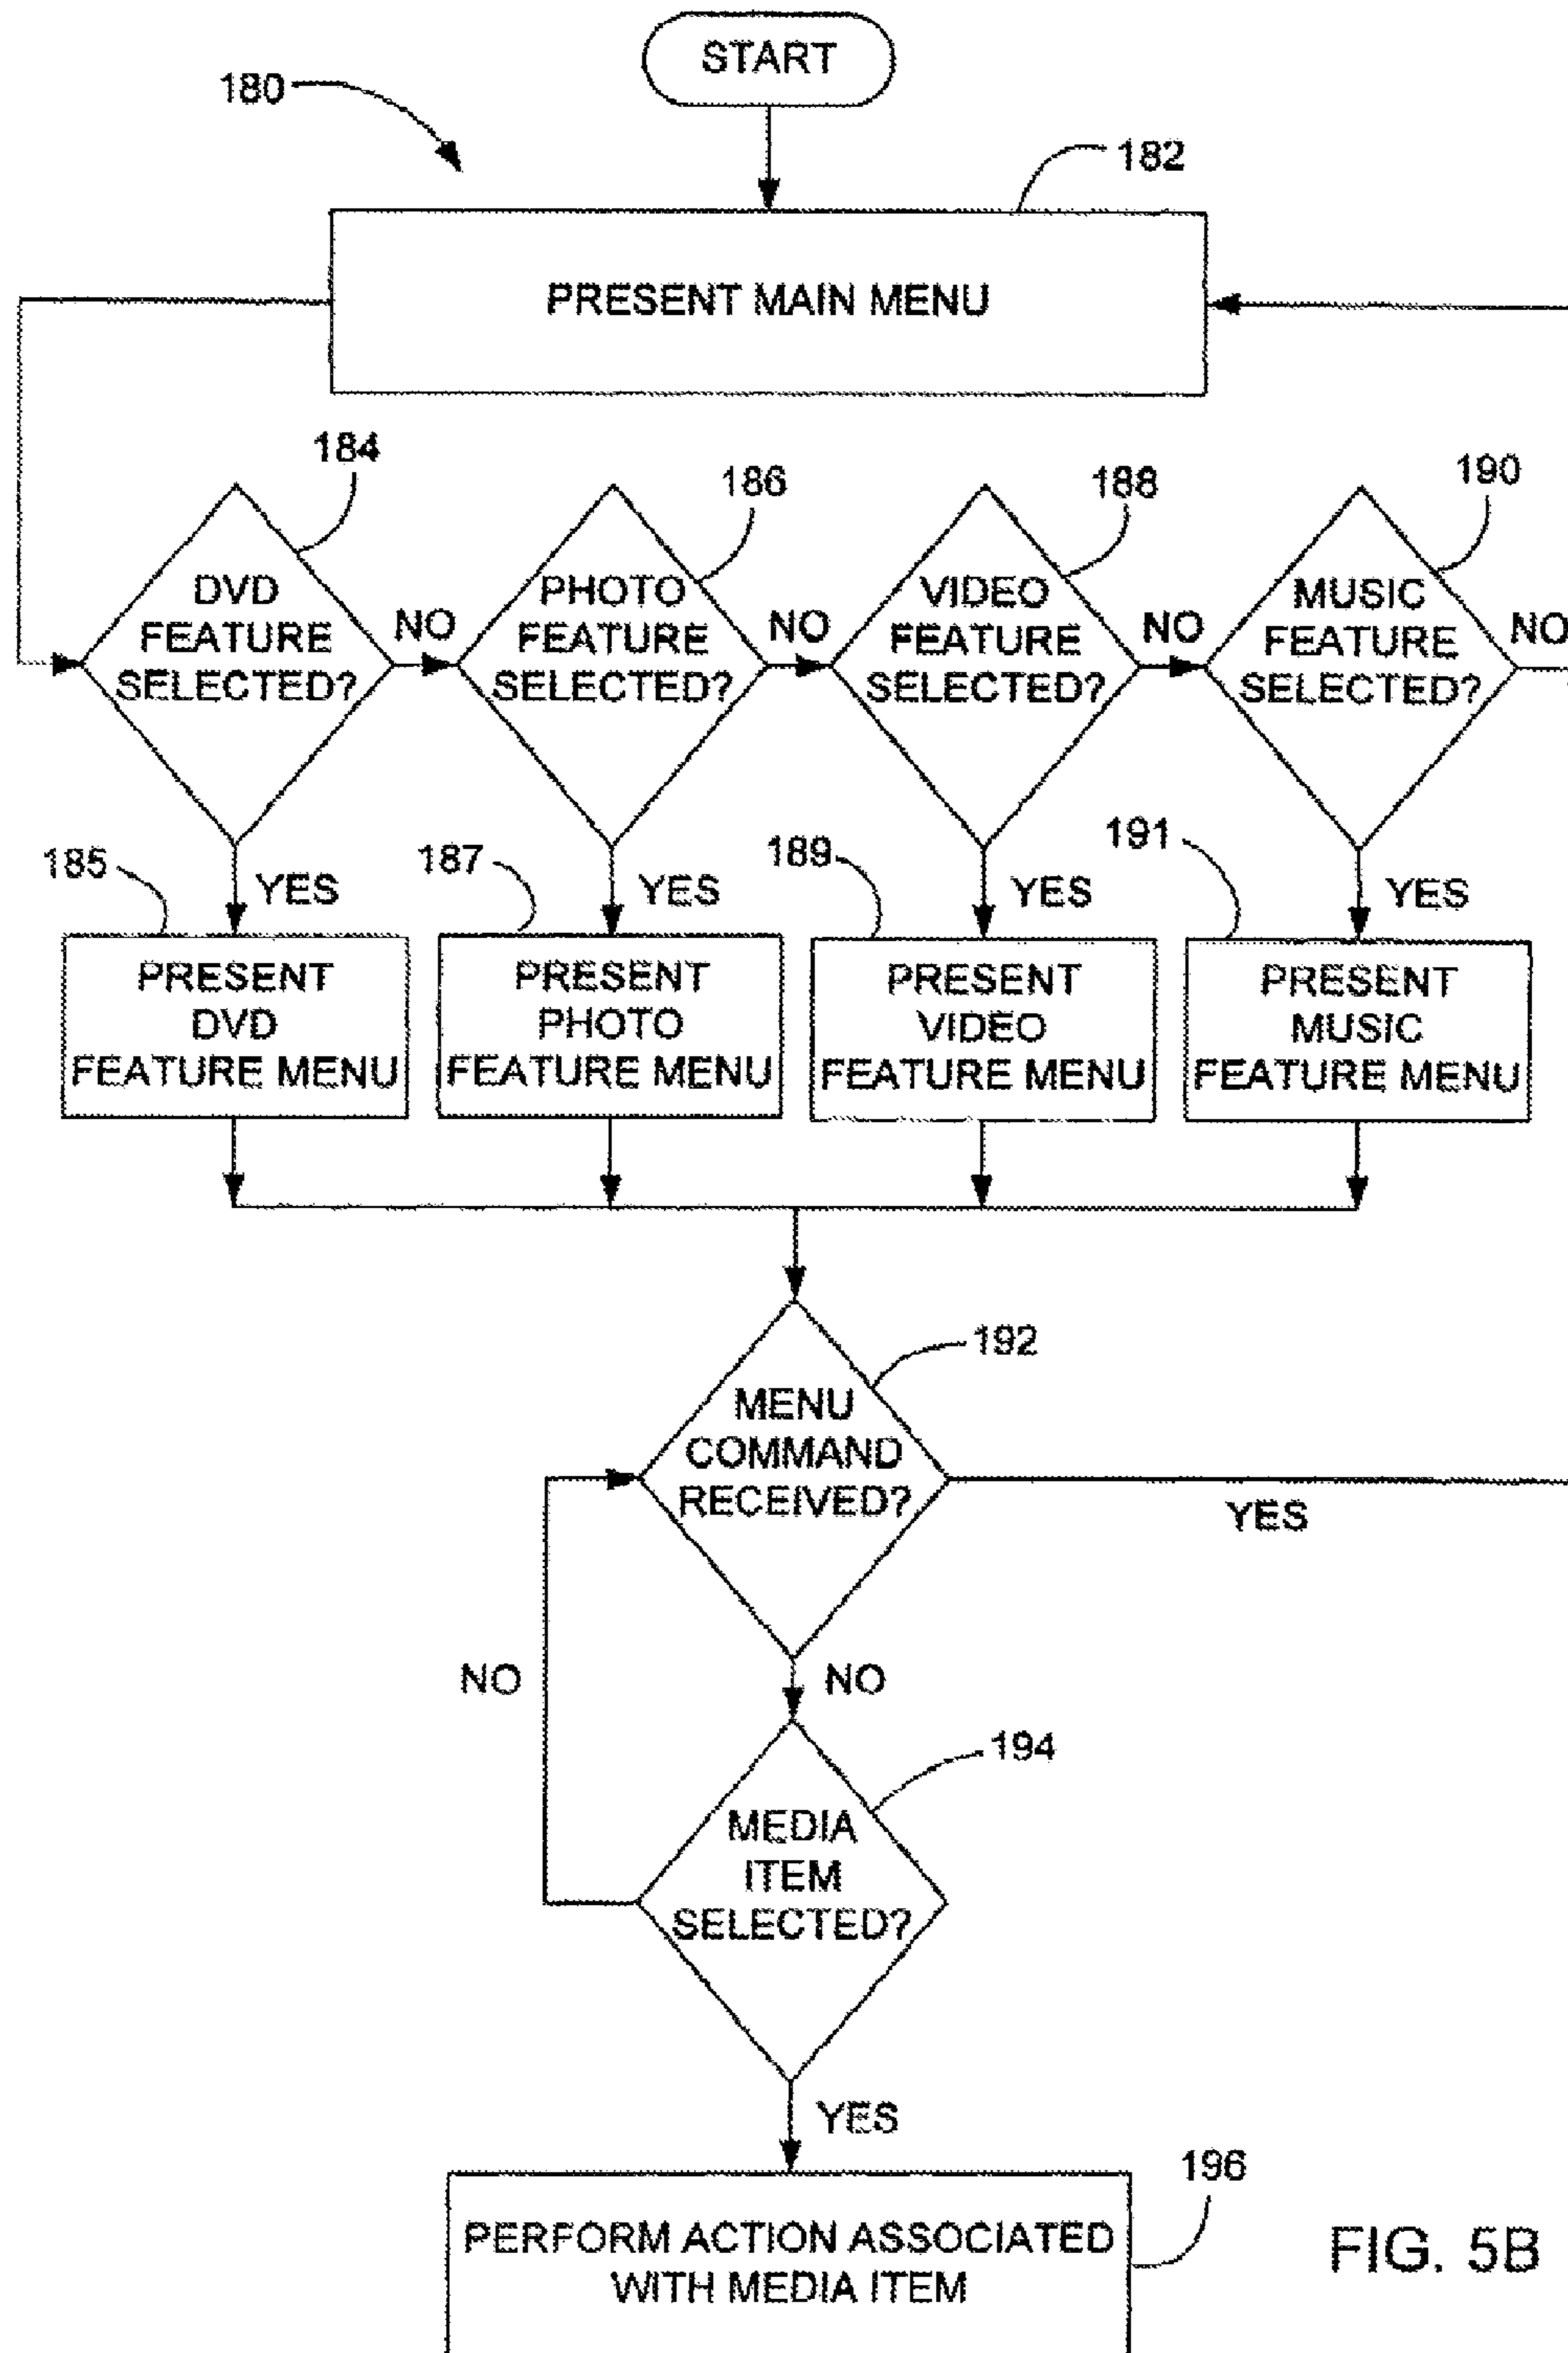 START
180
182
PRESENT MAIN MENU
184
186
188
190
DVD
FEATURE
SELECTED?
NO
PHOTO
FEATURE
SELECTED?
NO
VIDEO
FEATURE
SELECTED?
NO
MUSIC
FEATURE
SELECTED?
NO
185
YES
187
YES
189
YES
191
YES
PRESENT
DVD
FEATURE MENU
PRESENT
PHOTO
FEATURE MENU
PRESENT
VIDEO
FEATURE MENU
PRESENT
MUSIC
FEATURE MENU
192
MENU
COMMAND
RECEIVED?
YES
NO
NO
194
MEDIA
ITEM
SELECTED?
YES
196
PERFORM ACTION ASSOCIATED
WITH MEDIA ITEM
FIG. 5B